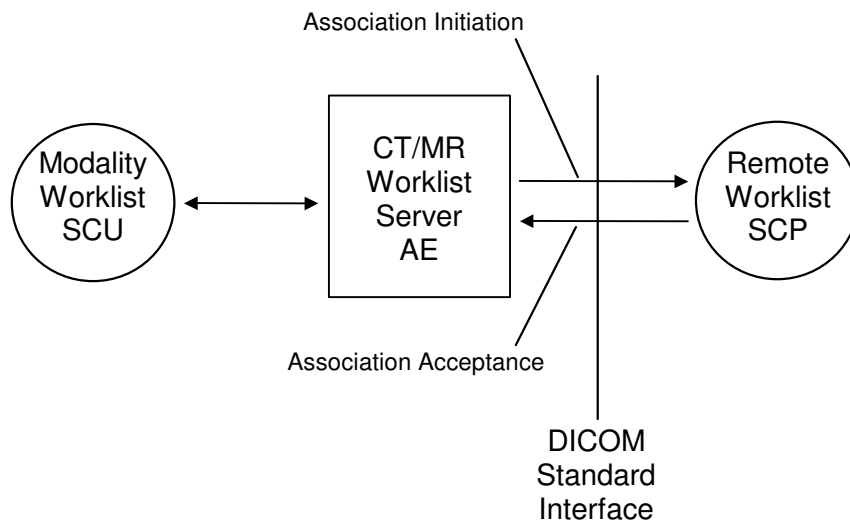 Association Initiation
Modality
Worklist
SCU
CT/MR
Worklist
Server
AE
Remote
Worklist
SCP
Association Acceptance
DICOM
Standard
Interface